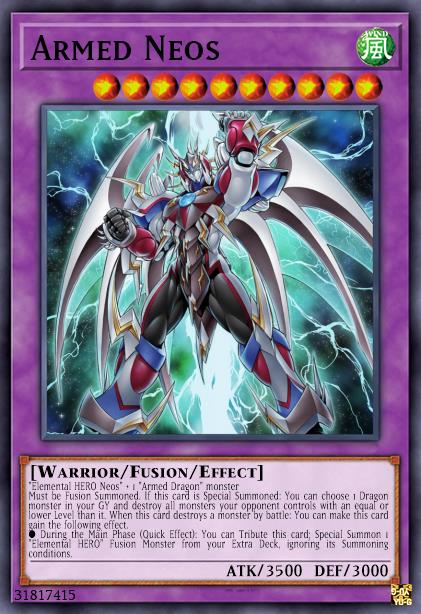 Armed Neos
WIND
風
[Warrior/Fusion/Effect]
"Elemental HERO Neos" + 1 "Armed Dragon" monster
Must be Fusion Summoned. If this card is Special Summoned: You can choose 1 Dragon
monster in your GY and destroy all monsters your opponent controls with an equal or
lower Level than it. When this card destroys a monster by battle: You can make this card
gain the following effect.
● During the Main Phase (Quick Effect): You can Tribute this card; Special Summon 1
"Elemental HERO" Fusion Monster from your Extra Deck, ignoring its Summoning
conditions.
ATK/3500 DEF/3000
31817415